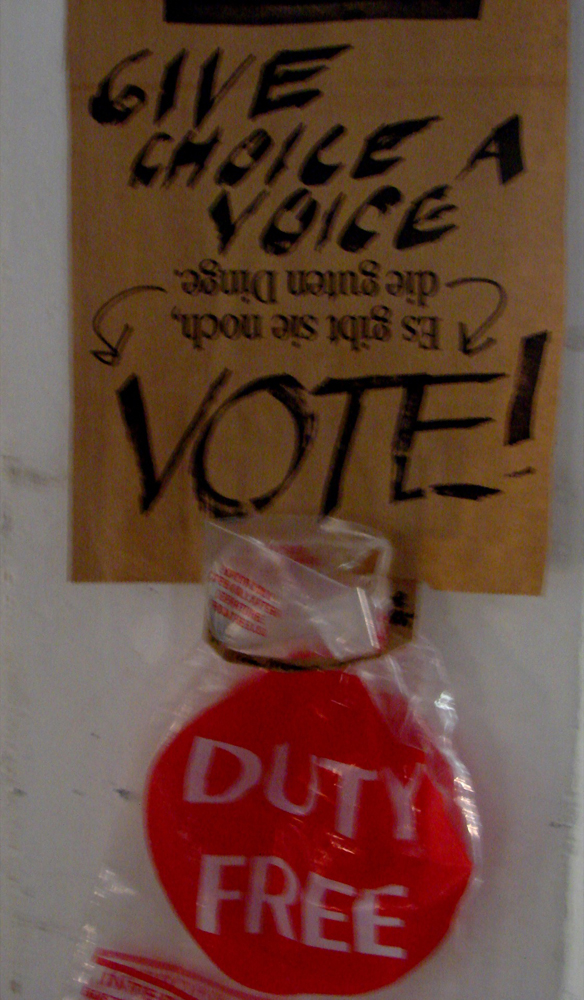 GIVE
CHOICE A
VOICE
Es gibt sie noch,
die guten Dinge.
VOTE!
DUTY
FREE